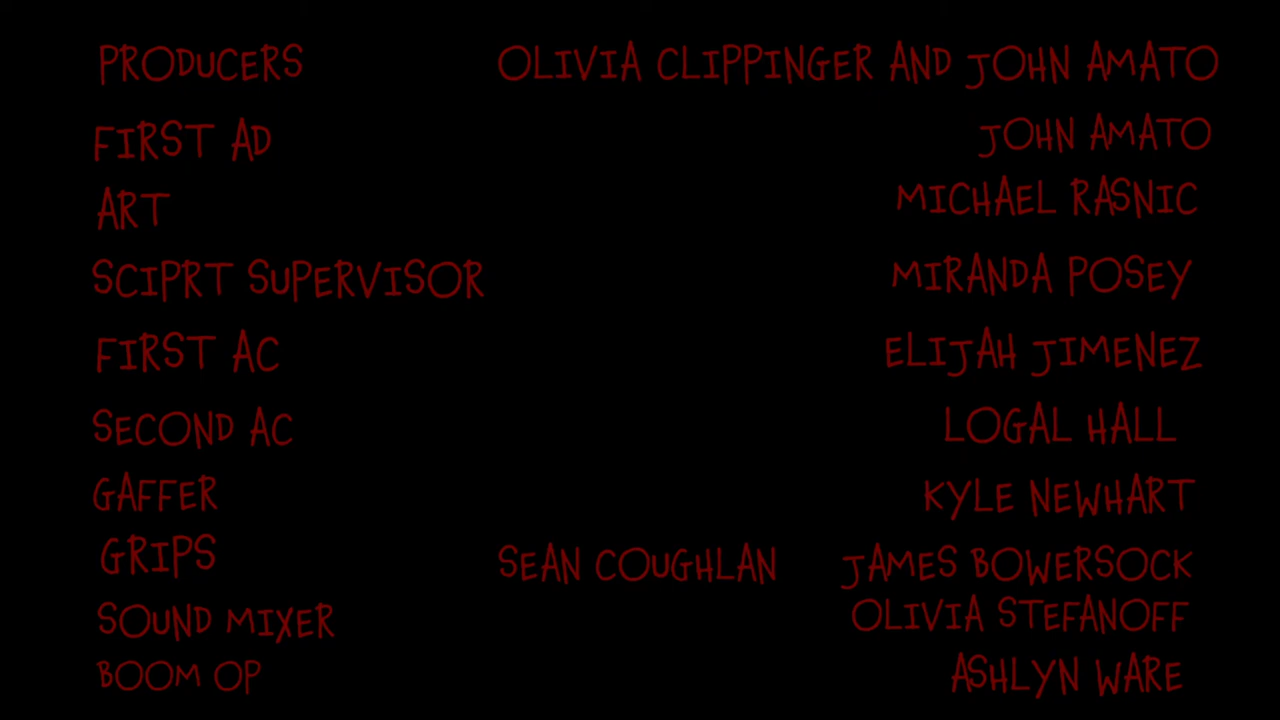 PRODUCERS OLIVIA CLIPPINGER AND JOHN AMATO
FIRST AD JOHN AMATO
ART MICHAEL RASNIC
SCIPRT SUPERVISOR MIRANDA POSEY
FIRST AC ELIJAH JIMENEZ
SECOND AC LOGAL HALL
GAFFER KYLE NEWHART
GRIPS SEAN COUGHLAN JAMES BOWERSOCK
SOUND MIXER OLIVIA STEFANOFF
BOOM OP ASHLYN WARE